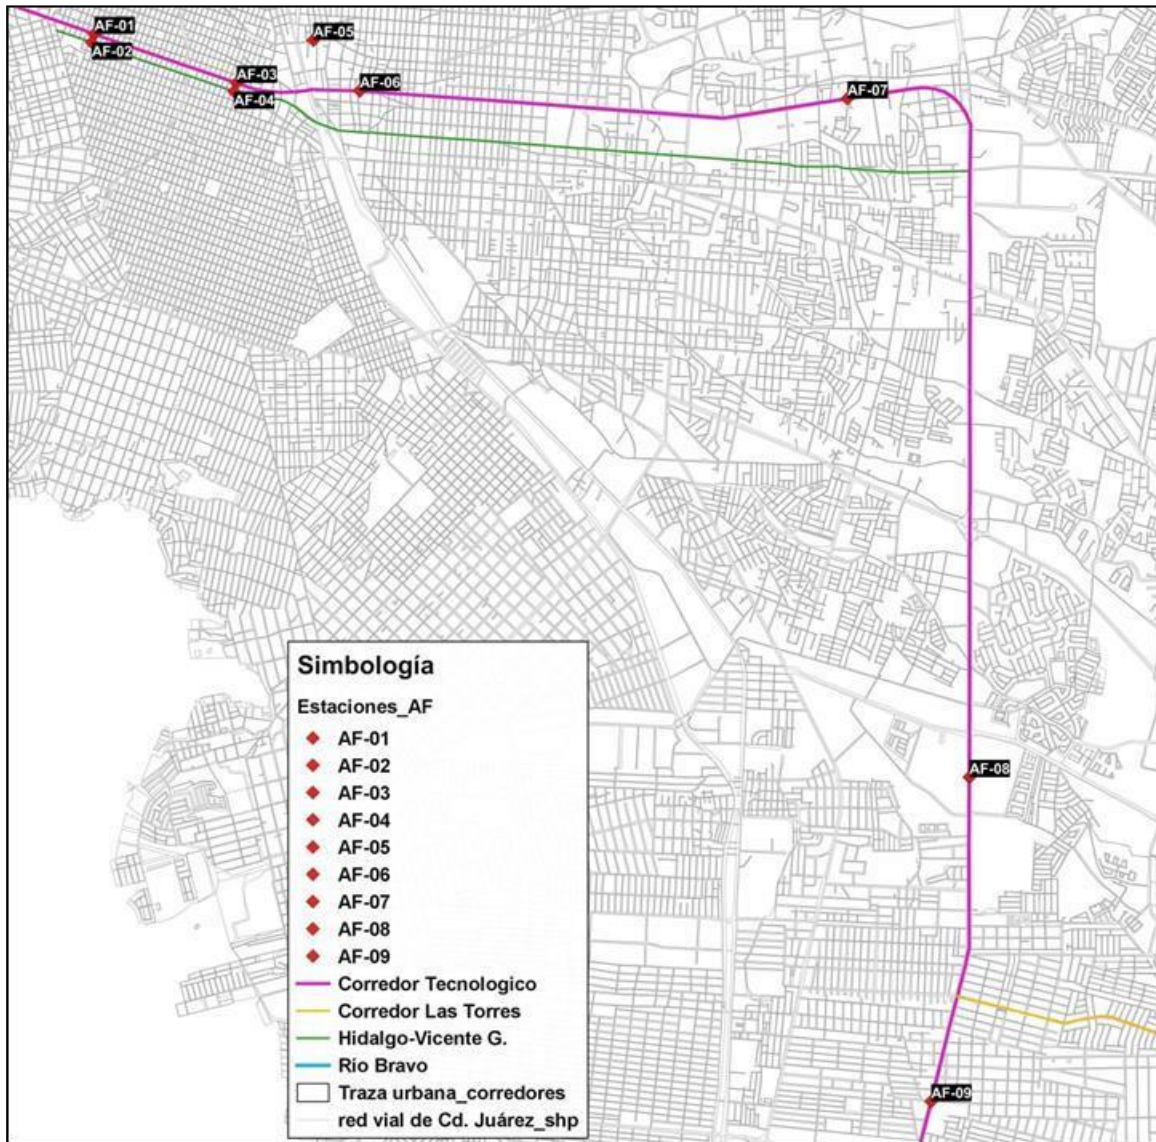 AF-01
AF-02
AF-05
AF-03
AF-04
AF-06
AF-07
AF-08
AF-09
Simbología
Estaciones_AF
AF-01
AF-02
AF-03
AF-04
AF-05
AF-06
AF-07
AF-08
AF-09
Corredor Tecnologico
Corredor Las Torres
Hidalgo-Vicente G.
Río Bravo
Traza urbana_corredores
red vial de Cd. Juárez_shp